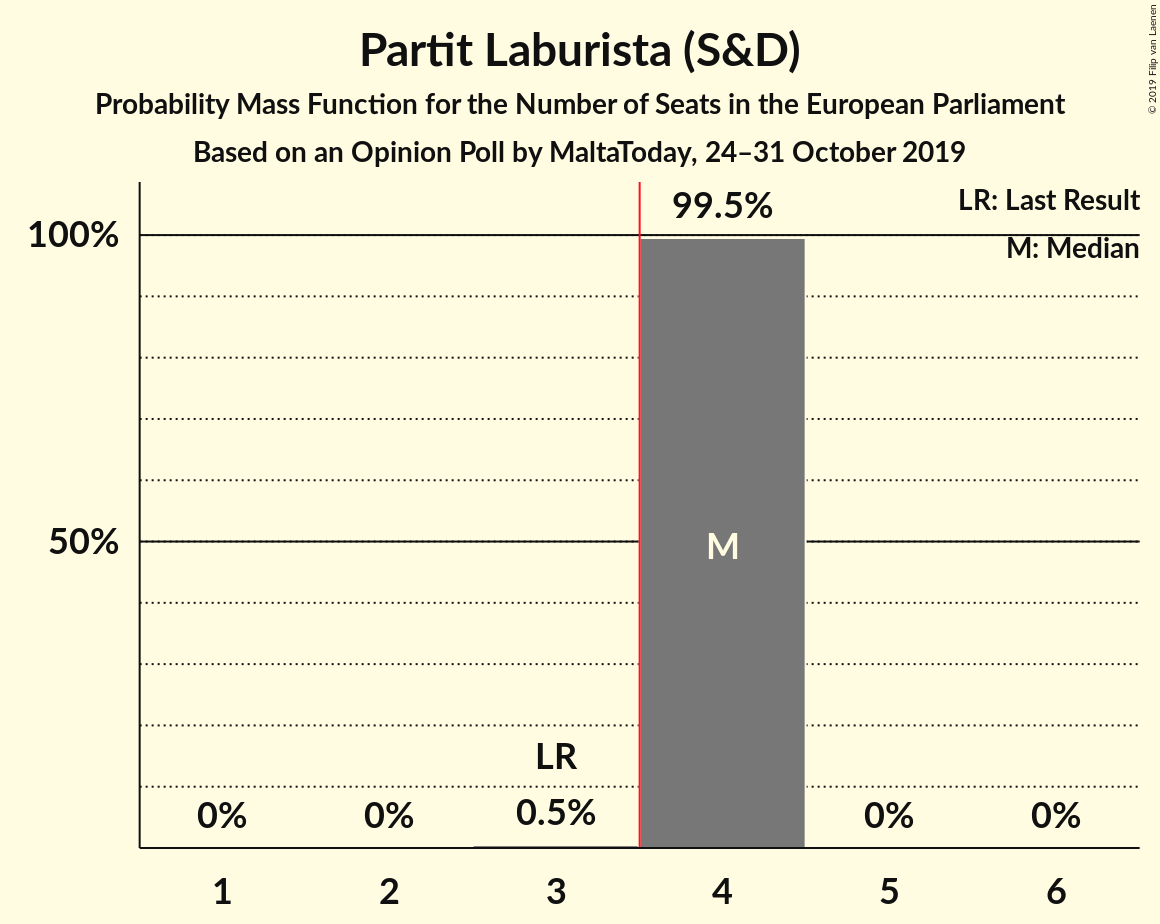 Partit Laburista (S&D)
Probability Mass Function for the Number of Seats in the European Parliament
Based on an Opinion Poll by MaltaToday, 24–31 October 2019
© 2019 Filip van Laenen
99.5%
LR: Last Result
100%
M: Median
50%
M
LR
0%
0%
0.5%
0%
0%
1
2
3
4
5
6